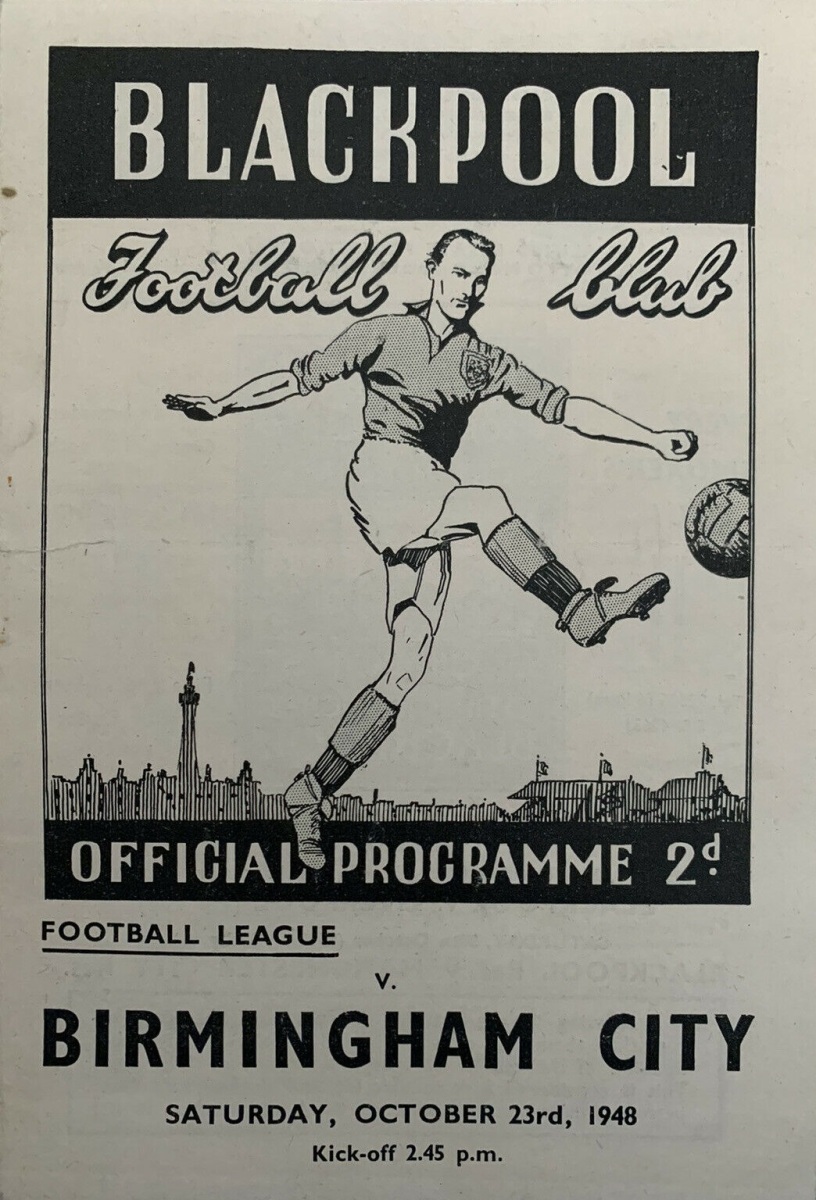 BLACKPOOL
Football Club
OFFICIAL PROGRAMME 2d.
FOOTBALL LEAGUE
v.
BIRMINGHAM CITY
SATURDAY, OCTOBER 23rd, 1948
Kick-off 2.45 p.m.